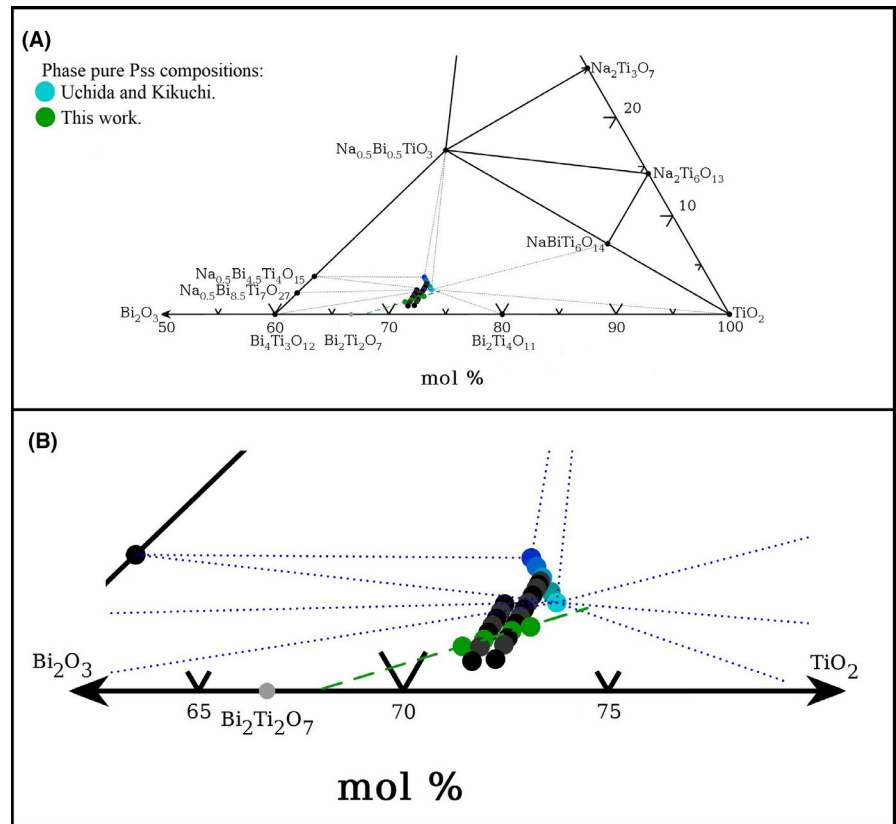 (A)
Phase pure Pss compositions:
Uchida and Kikuchi.
This work.
Na₂Ti₃O₇
20
Na₀.₅Bi₀.₅TiO₃
Na₂Ti₆O₁₃
10
NaBiTi₆O₁₄
Na₀.₅Bi₄.₅Ti₄O₁₅
Na₀.₅Bi₈.₅Ti₇O₂₇
Bi₂O₃
TiO₂
50 60 70 80 90 100
Bi₄Ti₃O₁₂ Bi₂Ti₂O₇ Bi₂Ti₄O₁₁
mol %
(B)
Bi₂O₃ TiO₂
65 70 75
Bi₂Ti₂O₇
mol %